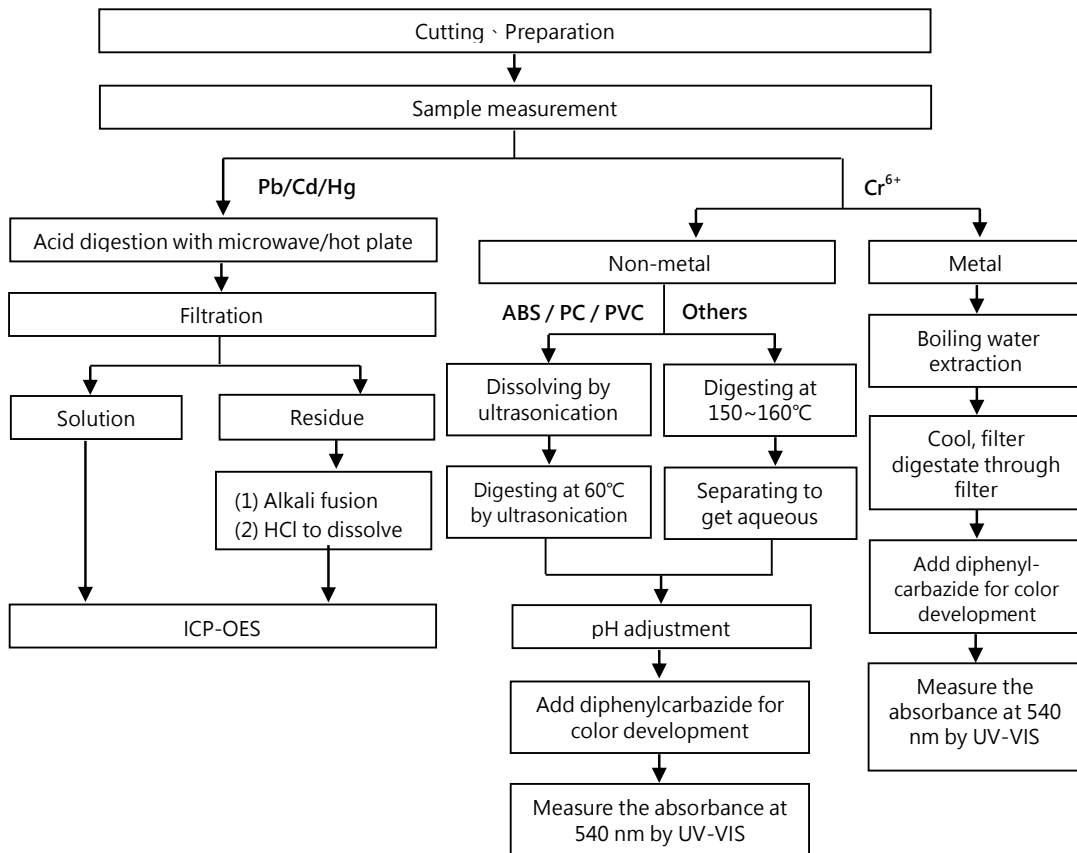 Cutting、Preparation
Sample measurement
Pb/Cd/Hg
Acid digestion with microwave/hot plate
Filtration
Solution
Residue
(1) Alkali fusion
(2) HCl to dissolve
ICP-OES
Cr6+
Non-metal
ABS / PC / PVC
Others
Dissolving by
ultrasonication
Digesting at
150~160℃
Digesting at 60℃
by ultrasonication
Separating to
get aqueous
pH adjustment
Add diphenylcarbazide for
color development
Measure the absorbance at
540 nm by UV-VIS
Metal
Boiling water
extraction
Cool, filter
digestate through
filter
Add diphenyl-
carbazide for color
development
Measure the
absorbance at 540
nm by UV-VIS